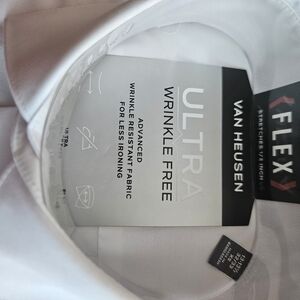 FLEX
STRETCHES 1/2 INCH
VAN HEUSEN
ULTRA
WRINKLE FREE
ADVANCED
WRINKLE RESISTANT FABRIC
FOR LESS IRONING